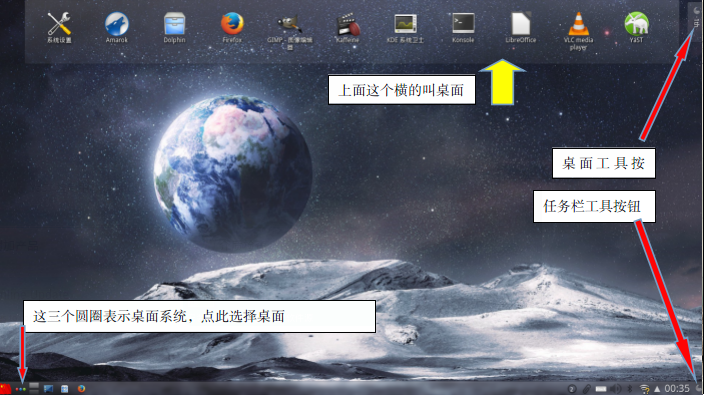 系统设置
Amarok
Dolphin
Firefox
GIMP - 图像编辑
器
Kaffeine
KDE 系统卫士
Konsole
LibreOffice
VLC media
player
YaST
上面这个横的叫桌面
桌面工具按
任务栏工具按钮
这三个圆圈表示桌面系统，点此选择桌面
00:35